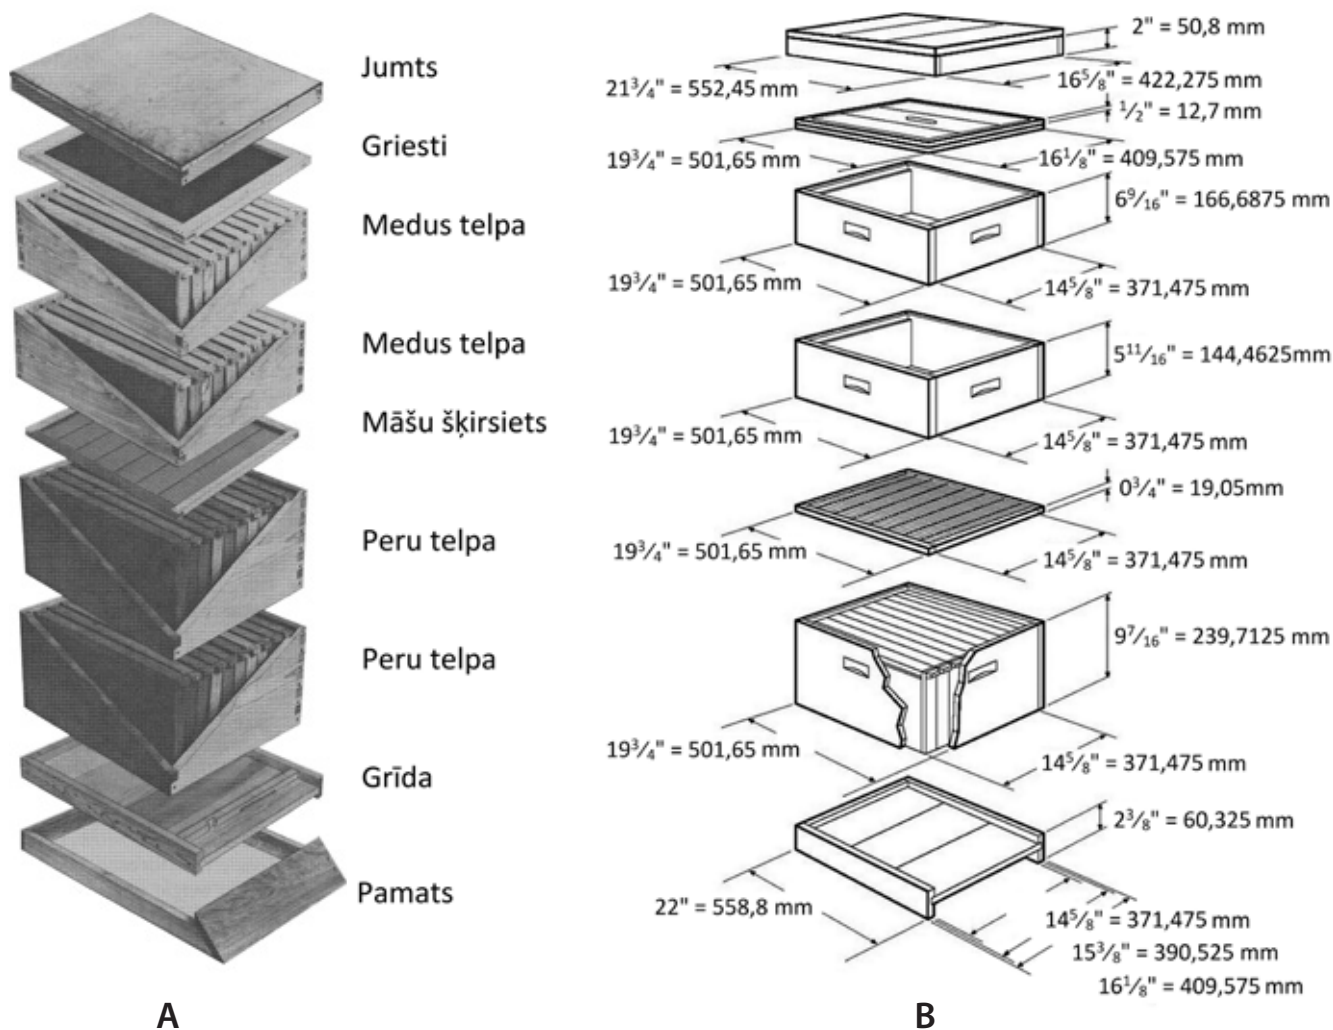 Jumts
Griesti
Medus telpa
Medus telpa
Māšu šķirsiets
Peru telpa
Peru telpa
Grīda
Pamats
A
2" = 50,8 mm
21¾" = 552,45 mm
16⅝" = 422,275 mm
½" = 12,7 mm
19¾" = 501,65 mm
16⅛" = 409,575 mm
6⁹⁄₁₆" = 166,6875 mm
19¾" = 501,65 mm
14⅝" = 371,475 mm
5¹¹⁄₁₆" = 144,4625mm
19¾" = 501,65 mm
14⅝" = 371,475 mm
0¾" = 19,05mm
19¾" = 501,65 mm
14⅝" = 371,475 mm
9⁷⁄₁₆" = 239,7125 mm
19¾" = 501,65 mm
14⅝" = 371,475 mm
2⅜" = 60,325 mm
22" = 558,8 mm
14⅝" = 371,475 mm
15⅜" = 390,525 mm
16⅛" = 409,575 mm
B